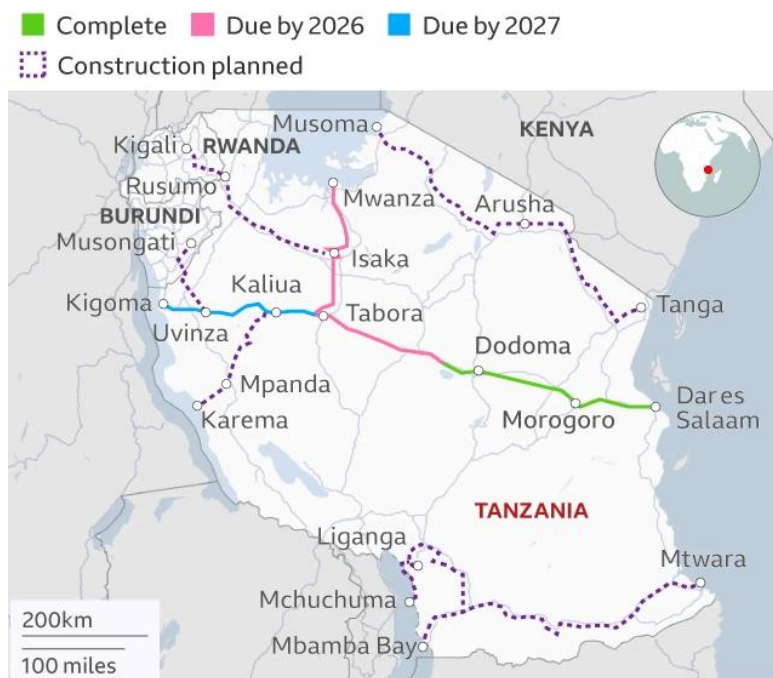 Complete
Due by 2026
Due by 2027
Construction planned
Musoma
KENYA
Kigali
RWANDA
Rusumo
Mwanza
Arusha
BURUNDI
Musongati
Isaka
Kaliua
Kigoma
Tabora
Tanga
Uvinza
Dodoma
Mpanda
Dar es
Salaam
Karema
Morogoro
TANZANIA
Liganga
Mtwara
Mchuchuma
200km
Mbamba Bay
100 miles